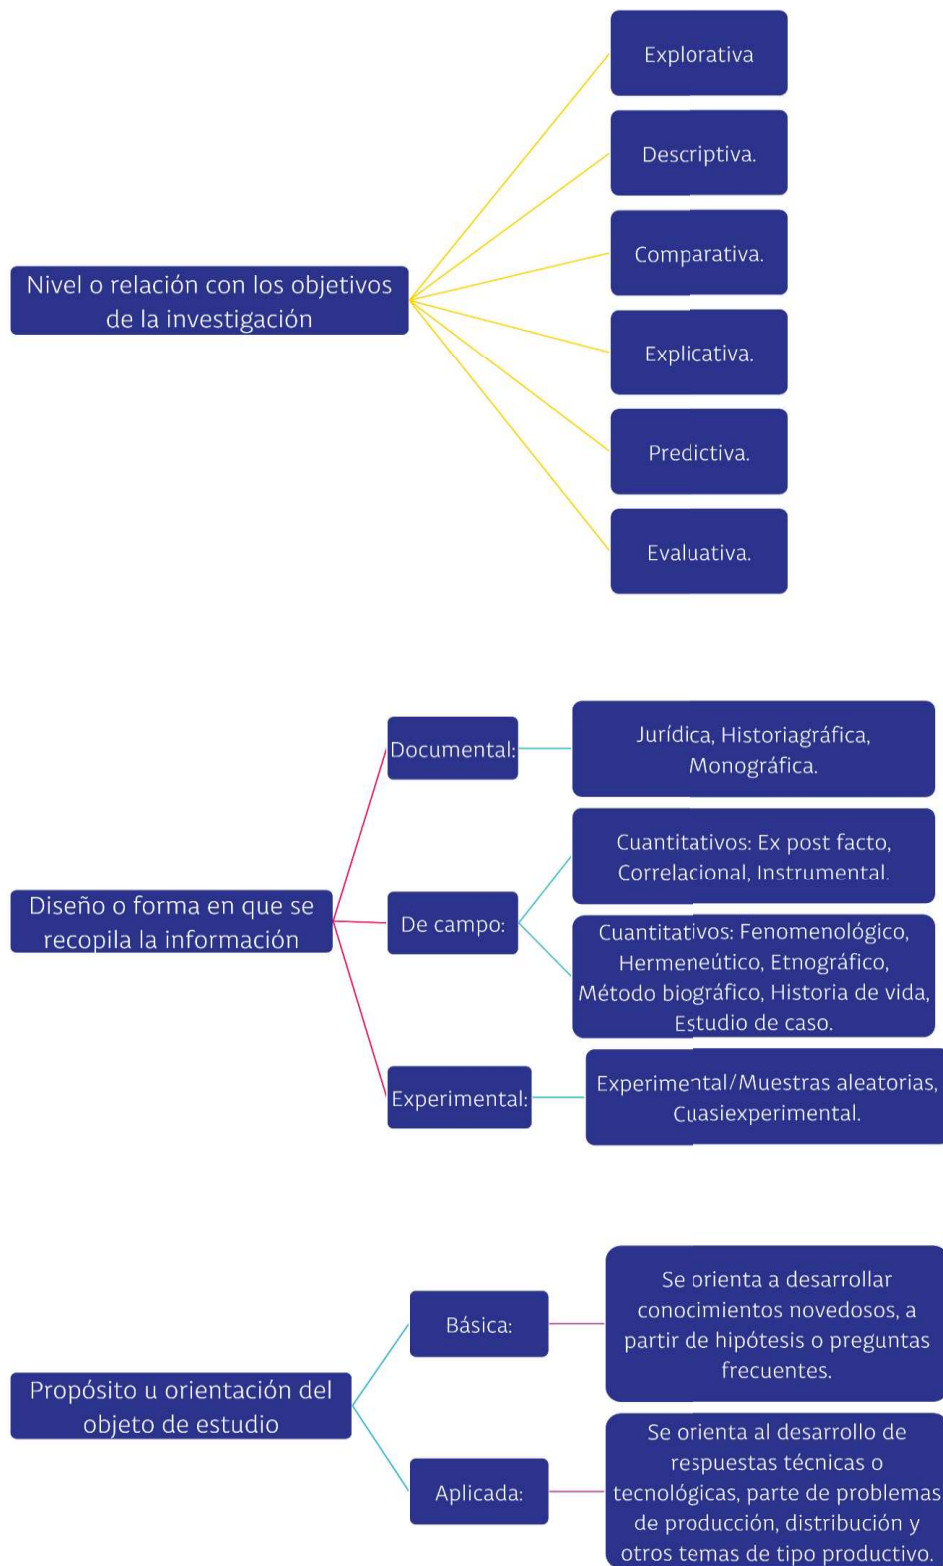 Explorativa
Descriptiva.
Comparativa.
Nivel o relación con los objetivos
de la investigación
Explicativa.
Predictiva.
Evaluativa.
Diseño o forma en que se
recopila la información
Documental:
Jurídica, Historiagráfica,
Monográfica.
De campo:
Cuantitativos: Ex post facto,
Correlacional, Instrumental.
Cuantitativos: Fenomenológico,
Hermeneútico, Etnográfico,
Método biográfico, Historia de vida,
Estudio de caso.
Experimental:
Experimental/Muestras aleatorias,
Cuasiexperimental.
Propósito u orientación del
objeto de estudio
Básica:
Se orienta a desarrollar
conocimientos novedosos, a
partir de hipótesis o preguntas
frecuentes.
Aplicada:
Se orienta al desarrollo de
respuestas técnicas o
tecnológicas, parte de problemas
de producción, distribución y
otros temas de tipo productivo.